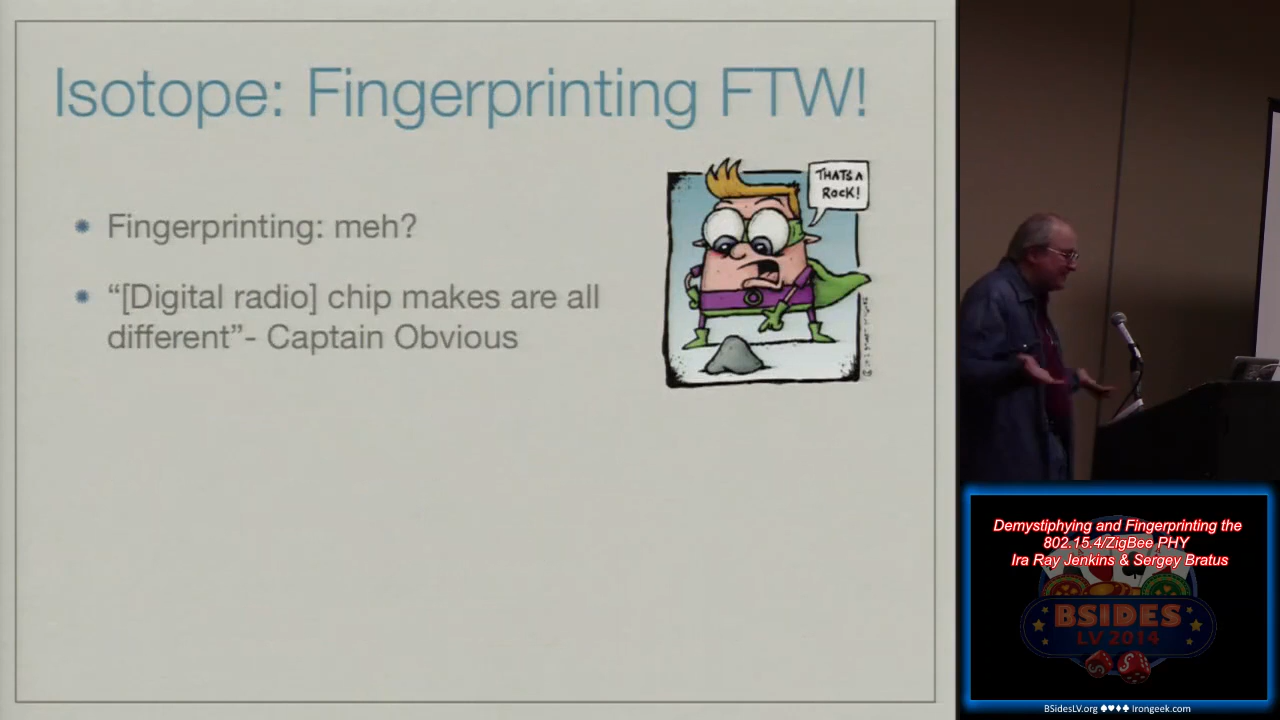 Isotope: Fingerprinting FTW!
THATS A
ROCK!
Fingerprinting: meh?
“[Digital radio] chip makes are all
different”- Captain Obvious
Demystiphying and Fingerprinting the
802.15.4/ZigBee PHY
Ira Ray Jenkins & Sergey Bratus
BSIDES
LV 2014
BSidesLV.org ♠♥♦♣ Irongeek.com